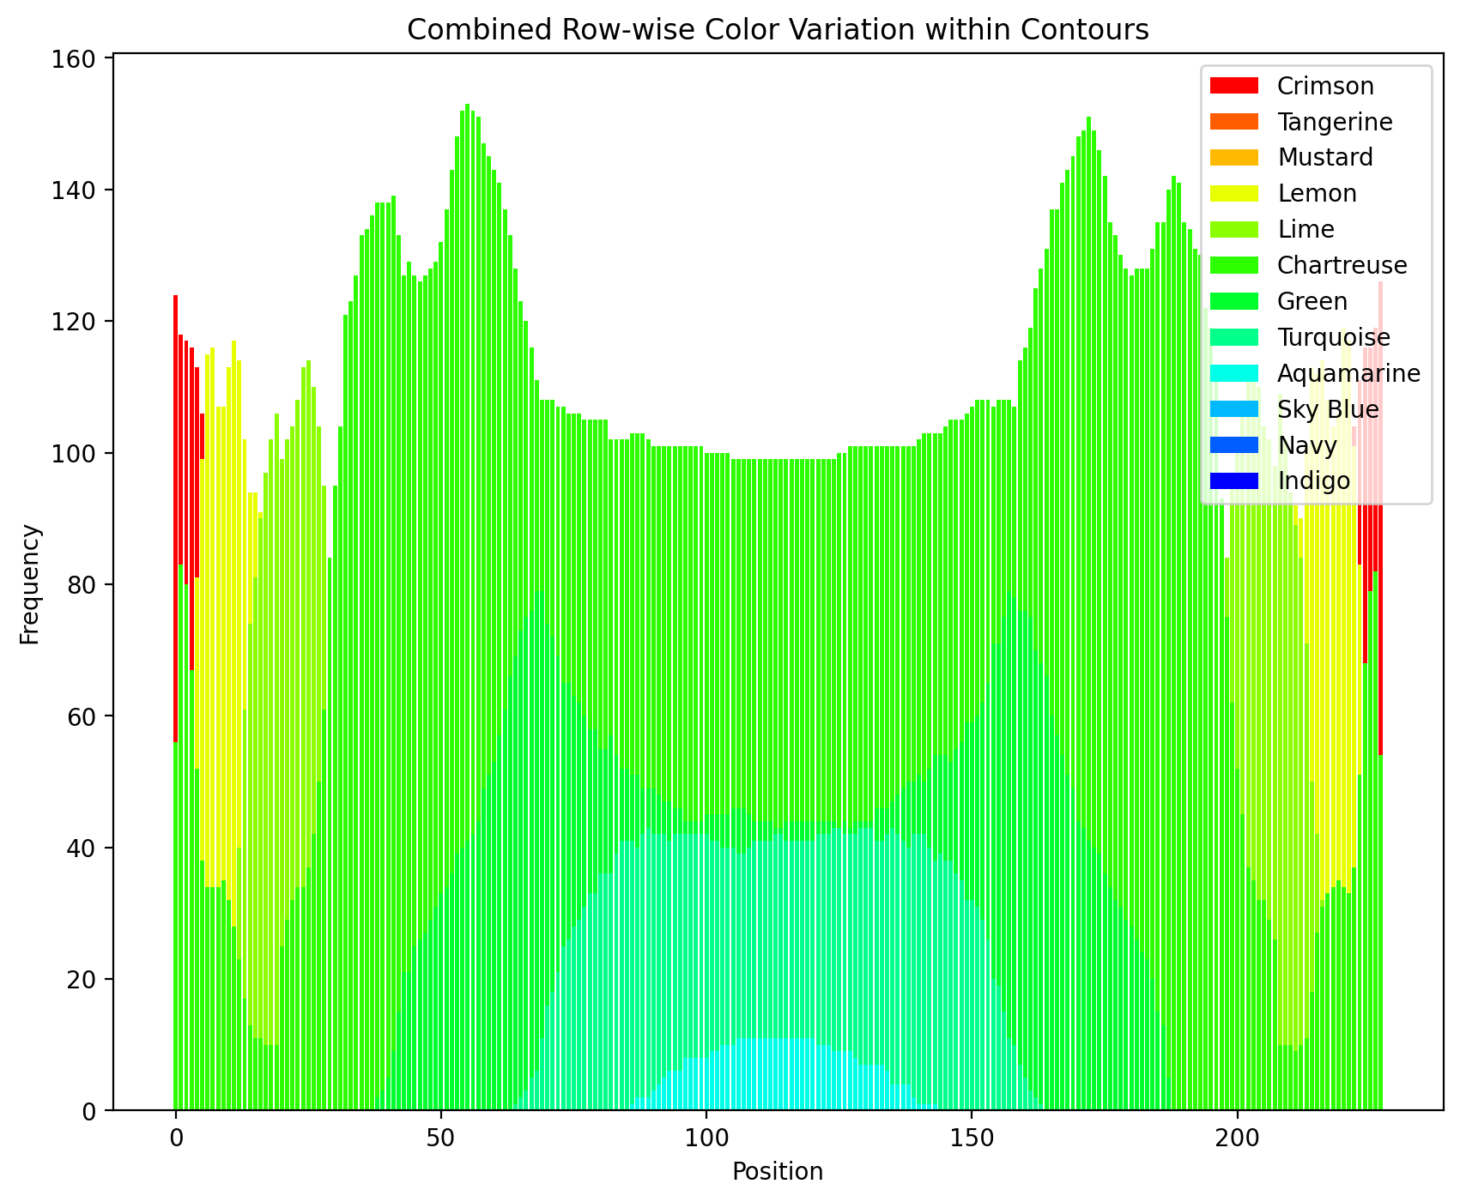 Combined Row-wise Color Variation within Contours
160
140
120
100
80
60
40
20
0
Frequency
Crimson
Tangerine
Mustard
Lemon
Lime
Chartreuse
Green
Turquoise
Aquamarine
Sky Blue
Navy
Indigo
0 50 100 150 200
Position